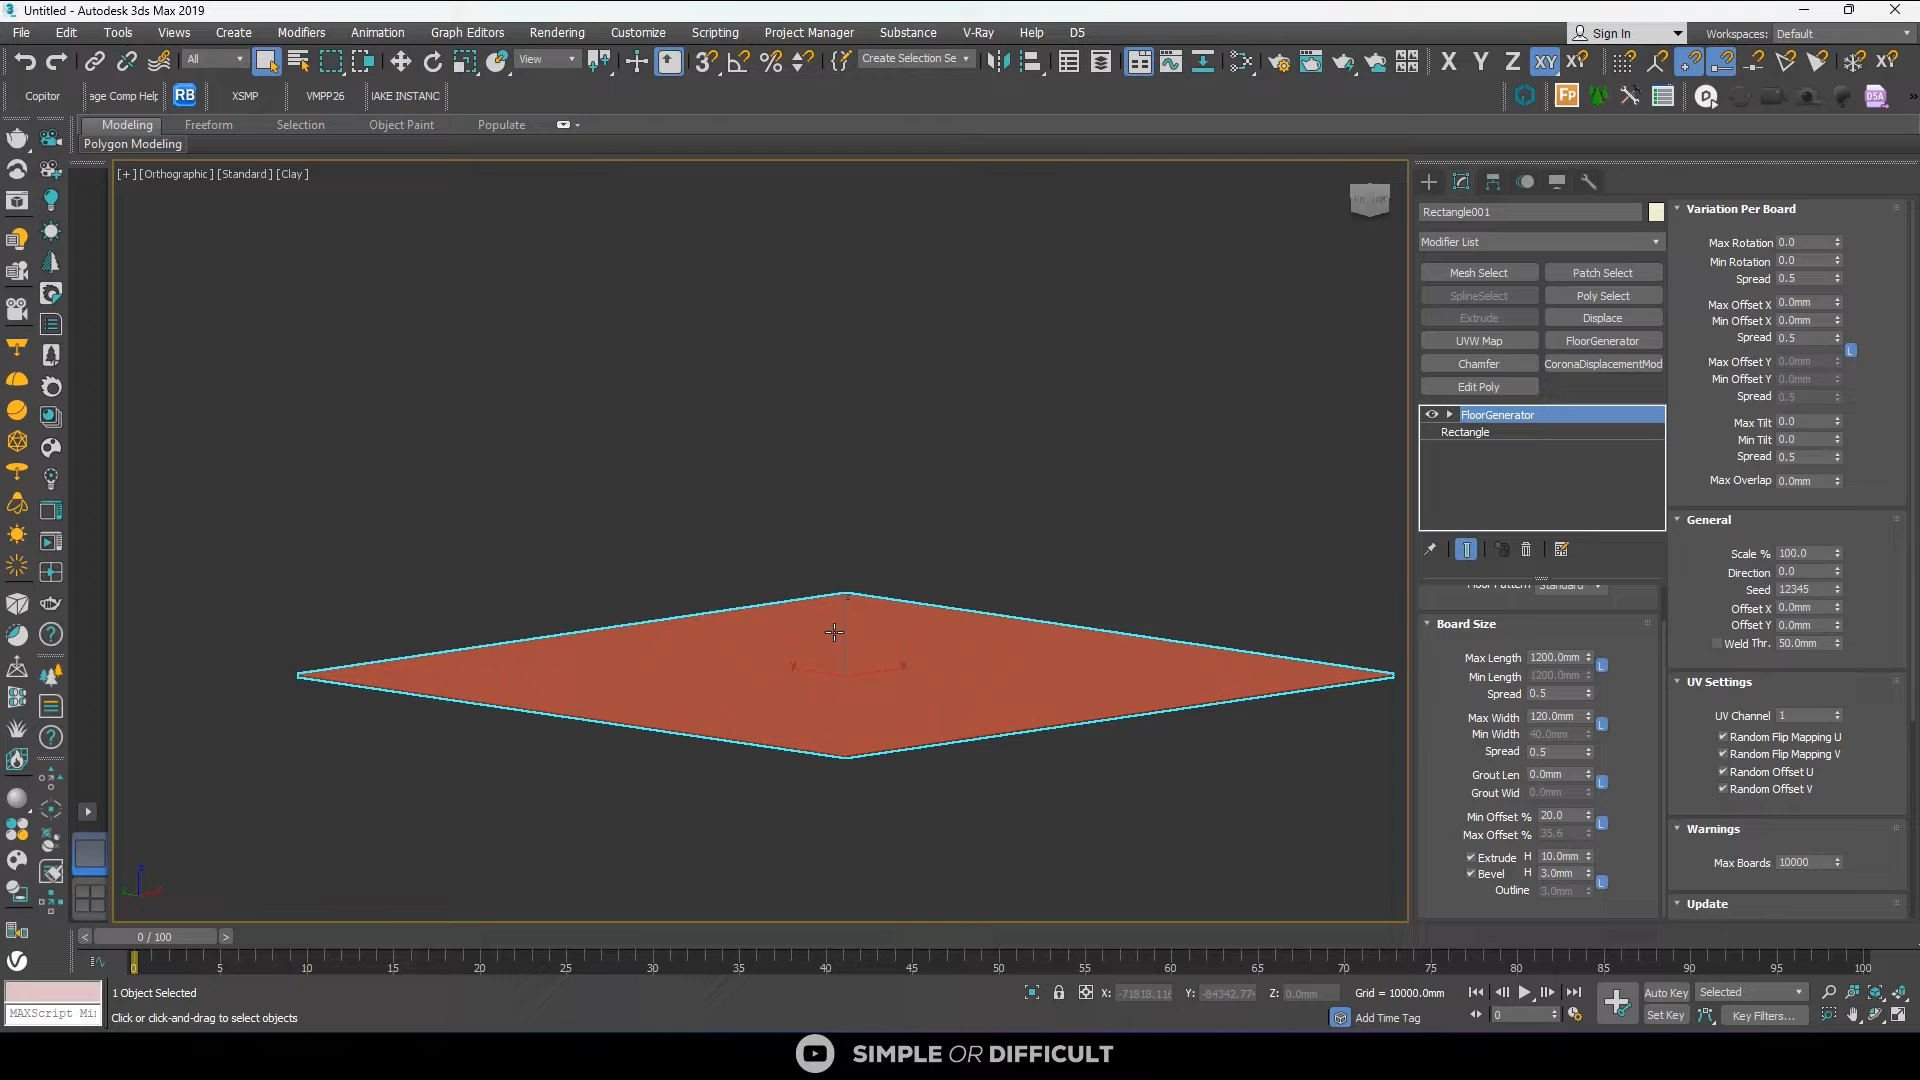 Untitled - Autodesk 3ds Max 2019
File Edit Tools Views Create Modifiers Animation Graph Editors Rendering Customize Scripting Project Manager Substance V-Ray Help D5
Sign In
Workspaces: Default
All
View
Create Selection Se
X Y Z XY XY
Copitor
age Comp Help
RB
XSMP
VMPP26
IAKE INSTANC
Fp
D5A
Modeling Freeform Selection Object Paint Populate
Polygon Modeling
[+] [Orthographic ] [Standard ] [Clay ]
Rectangle001
Modifier List
Mesh Select Patch Select
SplineSelect Poly Select
Extrude Displace
UVW Map FloorGenerator
Chamfer CoronaDisplacementMod
Edit Poly
FloorGenerator
Rectangle
Floor Pattern Standard
Board Size
Max Length 1200.0mm
L
Min Length 1200.0mm
Spread 0.5
Max Width 120.0mm
L
Min Width 40.0mm
Spread 0.5
Grout Len 0.0mm
L
Grout Wid 0.0mm
Min Offset % 20.0
L
Max Offset % 35.6
Extrude H 10.0mm
Bevel H 3.0mm
L
Outline 3.0mm
Variation Per Board
Max Rotation 0.0
Min Rotation 0.0
Spread 0.5
Max Offset X 0.0mm
Min Offset X 0.0mm
Spread 0.5
L
Max Offset Y 0.0mm
Min Offset Y 0.0mm
Spread 0.5
Max Tilt 0.0
Min Tilt 0.0
Spread 0.5
Max Overlap 0.0mm
General
Scale % 100.0
Direction 0.0
Seed 12345
Offset X 0.0mm
Offset Y 0.0mm
Weld Thr. 50.0mm
UV Settings
UV Channel 1
Random Flip Mapping U
Random Flip Mapping V
Random Offset U
Random Offset V
Warnings
Max Boards 10000
Update
< 0 / 100 >
0 5 10 15 20 25 30 35 40 45 50 55 60 65 70 75 80 85 90 95 100
1 Object Selected
X: -71818.116 Y: -84342.774 Z: 0.0mm Grid = 10000.0mm
Auto Key Selected
MAXScript Mi
Click or click-and-drag to select objects
Add Time Tag
0
Set Key Key Filters...
SIMPLE OR DIFFICULT